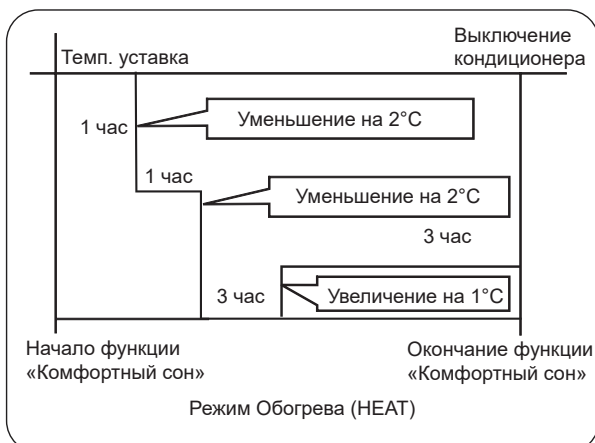 Темп. уставка
Выключение
кондиционера
1 час
Уменьшение на 2°C
1 час
Уменьшение на 2°C
3 час
3 час
Увеличение на 1°C
Начало функции
«Комфортный сон»
Окончание функции
«Комфортный сон»
Режим Обогрева (HEAT)